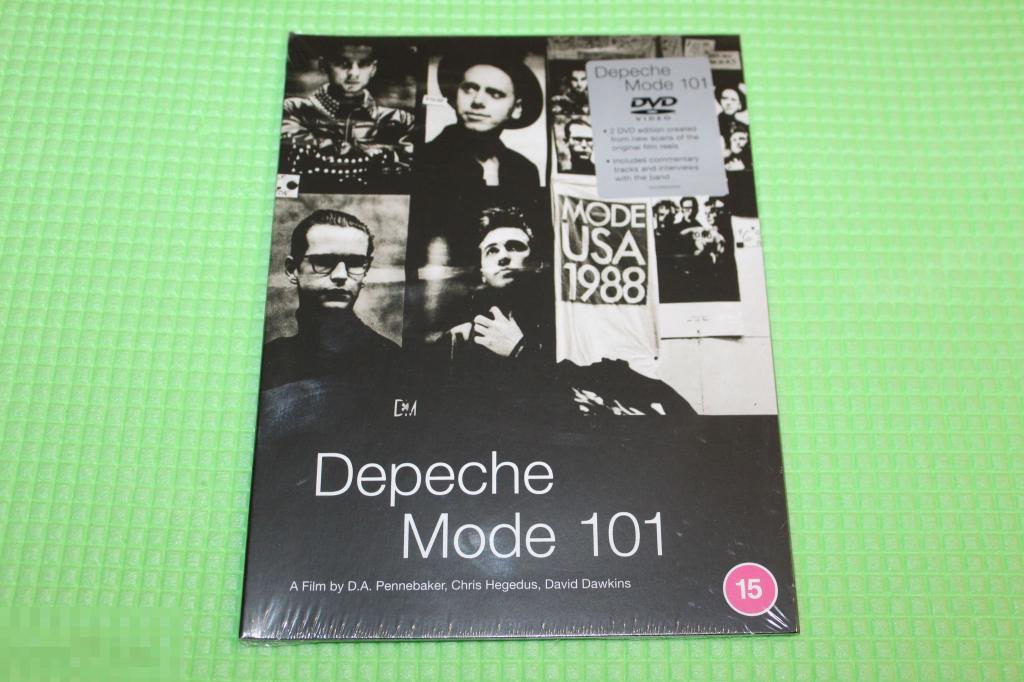 Depeche
Mode 101
DVD
VIDEO
• 2 DVD edition created
from new scans of the
original film reels
• Includes commentary
tracks and interviews
with the band
MODE
USA
1988
DM
Depeche
Mode 101
A Film by D.A. Pennebaker, Chris Hegedus, David Dawkins
15